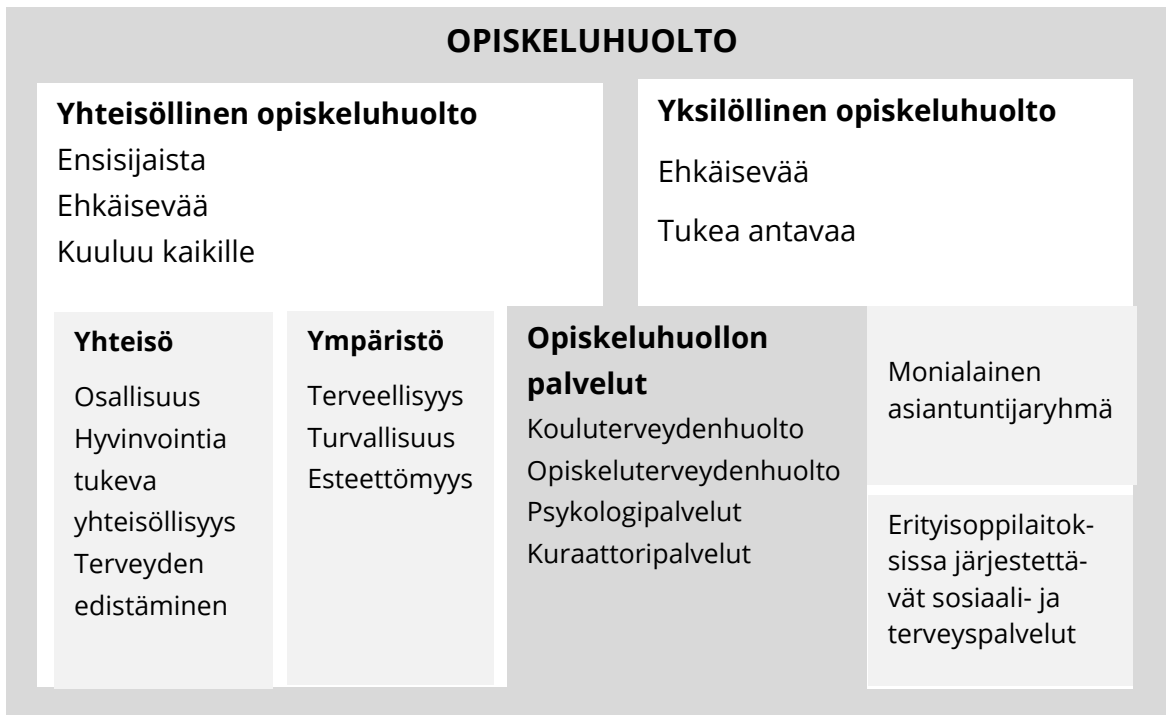 OPISKELUHUOLTO
Yhteisöllinen opiskeluhuolto
Ensisijaista
Ehkäisevää
Kuuluu kaikille
Yksilöllinen opiskeluhuolto
Ehkäisevää
Tukea antavaa
Yhteisö
Osallisuus
Hyvinvointia
tukeva
yhteisöllisyys
Terveyden
edistäminen
Ympäristö
Terveellisyys
Turvallisuus
Esteettömyys
Opiskeluhuollon
palvelut
Kouluterveydenhuolto
Opiskeluterveydenhuolto
Psykologipalvelut
Kuraattoripalvelut
Monialainen
asiantuntijaryhmä
Erityisoppilaitok-
sissa järjestettä-
vät sosiaali- ja
terveyspalvelut